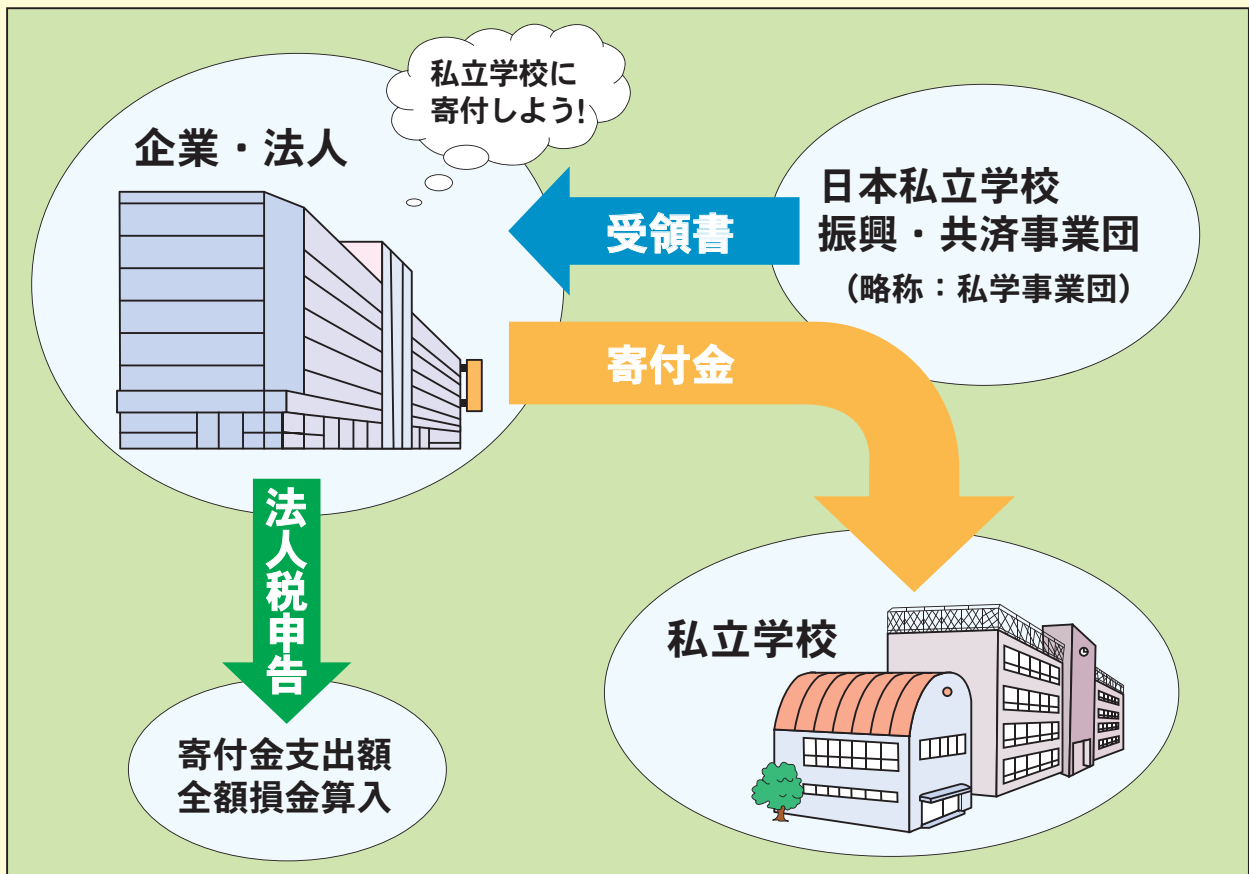 私立学校に
寄付しよう!
企業・法人
日本私立学校
振興・共済事業団
（略称：私学事業団）
受領書
寄付金
法人税申告
私立学校
寄付金支出額
全額損金算入